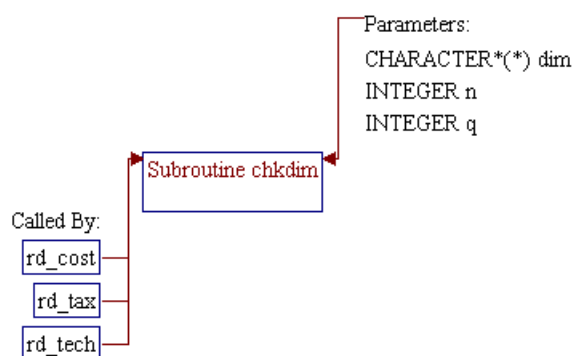 Parameters:
CHARACTER*(*) dim
INTEGER n
INTEGER q
Subroutine chkdim
Called By:
rd_cost
rd_tax
rd_tech